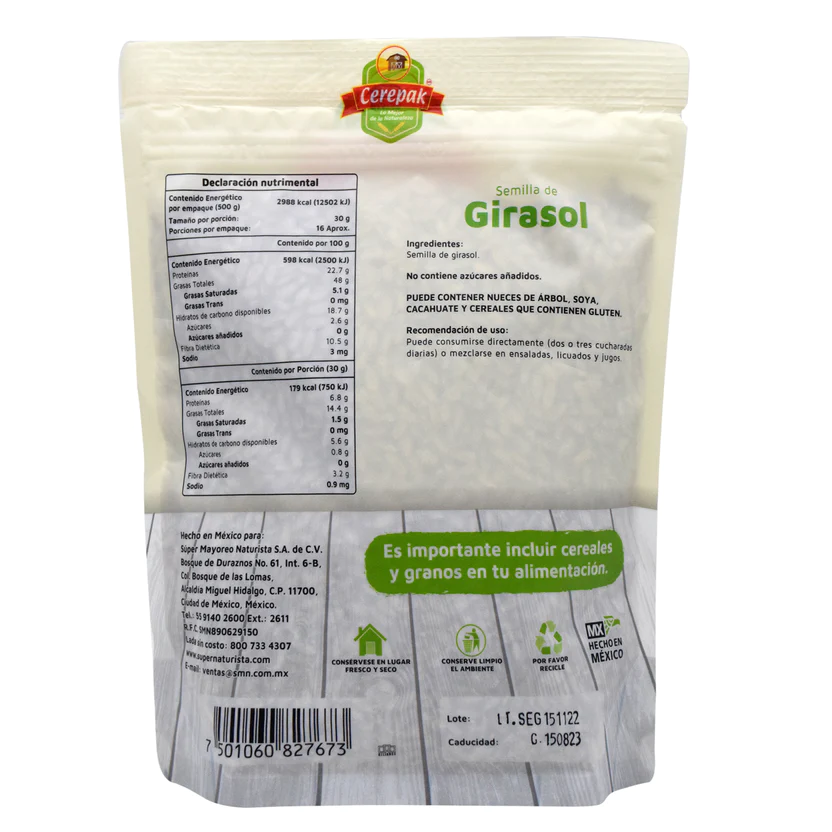 Cerepak
Lo Mejor
de la Naturaleza
Declaración nutrimental
Contenido Energético
por empaque (500 g) 2988 kcal (12502 kJ)
Tamaño por porción: 30 g
Porciones por empaque: 16 Aprox.
Contenido por 100 g
Contenido Energético 598 kcal (2500 kJ)
Proteínas 22.7 g
Grasas Totales 48 g
Grasas Saturadas 5.1 g
Grasas Trans 0 mg
Hidratos de carbono disponibles 18.7 g
Azúcares 2.6 g
Azúcares añadidos 0 g
Fibra Dietética 10.5 g
Sodio 3 mg
Contenido por Porción (30 g)
Contenido Energético 179 kcal (750 kJ)
Proteínas 6.8 g
Grasas Totales 14.4 g
Grasas Saturadas 1.5 g
Grasas Trans 0 mg
Hidratos de carbono disponibles 5.6 g
Azúcares 0.8 g
Azúcares añadidos 0 g
Fibra Dietética 3.2 g
Sodio 0.9 mg
Semilla de
Girasol
Ingredientes:
Semilla de girasol.
No contiene azúcares añadidos.
PUEDE CONTENER NUECES DE ÁRBOL, SOYA,
CACAHUATE Y CEREALES QUE CONTIENEN GLUTEN.
Recomendación de uso:
Puede consumirse directamente (dos o tres cucharadas
diarias) o mezclarse en ensaladas, licuados y jugos.
Hecho en México para:
Súper Mayoreo Naturista S.A. de C.V.
Bosque de Duraznos No. 61, Int. 6-B,
Col. Bosque de las Lomas,
Alcaldía Miguel Hidalgo, C.P. 11700,
Ciudad de México, México.
Tel.: 55 9140 2600 Ext.: 2611
R.F.C. SMN890629150
Lada sin costo: 800 733 4307
www.supernaturista.com
E-mail: ventas@smn.com.mx
Es importante incluir cereales
y granos en tu alimentación.
CONSÉRVESE EN LUGAR
FRESCO Y SECO
CONSERVE LIMPIO
EL AMBIENTE
POR FAVOR
RECICLE
MX
HECHO EN
MÉXICO
7 501060 827673
Lote: LT.SEG151122
Caducidad: C.150823